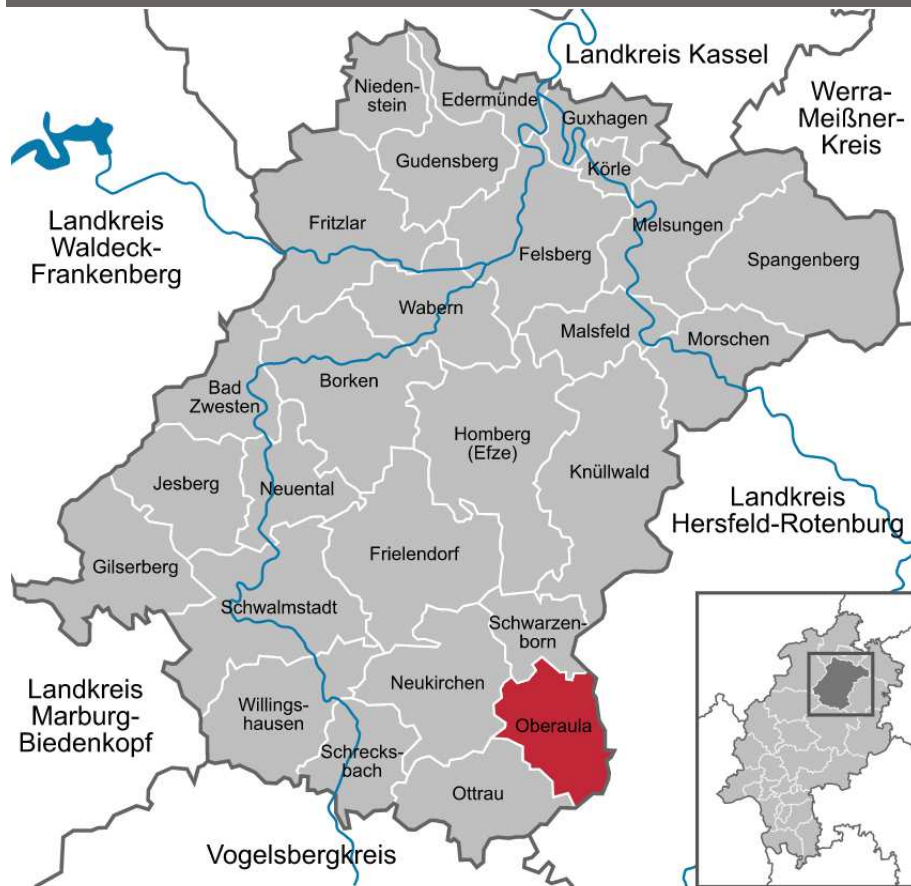 Landkreis Kassel
Werra-
Meißner-
Kreis
Nieden-
stein
Edermünde
Guxhagen
Gudensberg
Körle
Landkreis
Waldeck-
Frankenberg
Fritzlar
Melsungen
Felsberg
Spangenberg
Wabern
Malsfeld
Morschen
Bad
Zwesten
Borken
Homberg
(Efze)
Knüllwald
Jesberg
Neuental
Landkreis
Hersfeld-Rotenburg
Gilserberg
Frielendorf
Schwalmstadt
Schwarzen-
born
Landkreis
Marburg-
Biedenkopf
Neukirchen
Willings-
hausen
Oberaula
Schrecks-
bach
Ottrau
Vogelsbergkreis